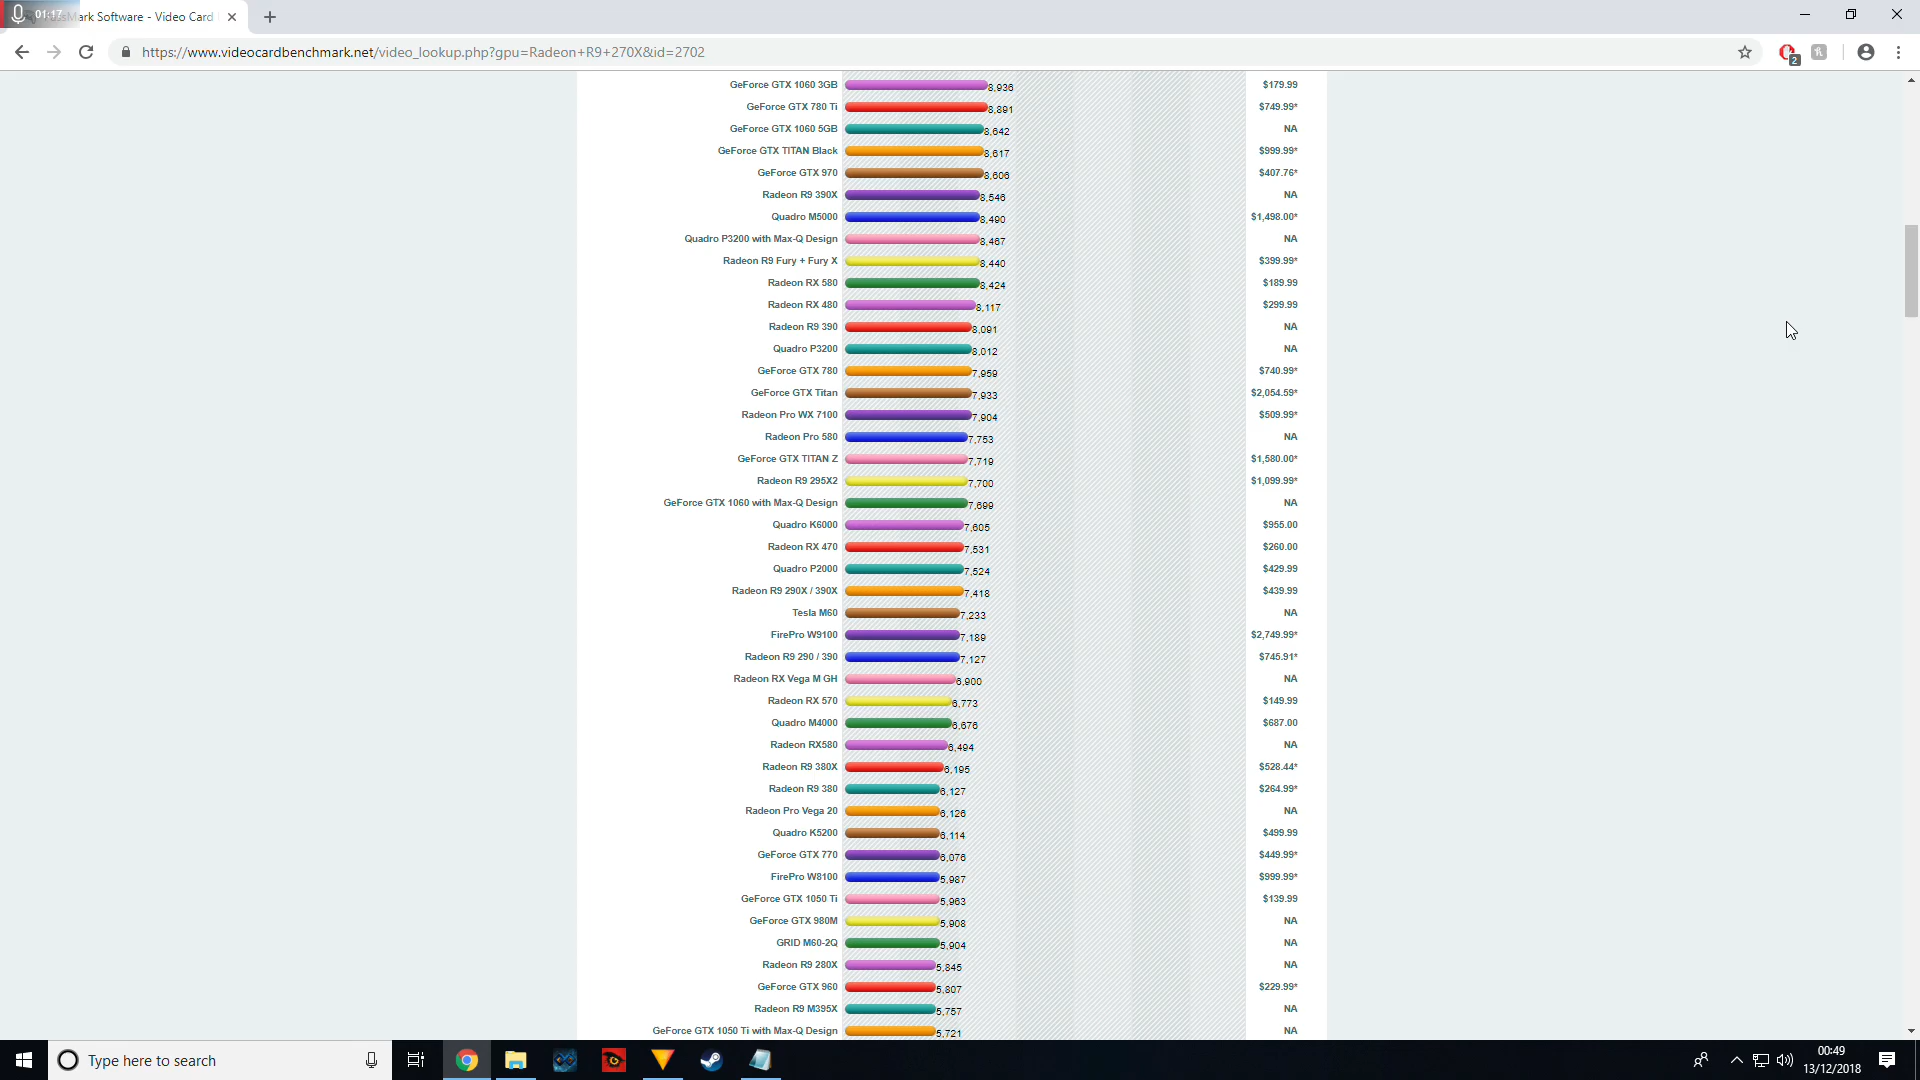 01:17
Mark Software - Video Card
https://www.videocardbenchmark.net/video_lookup.php?gpu=Radeon+R9+270X&id=2702
2
GeForce GTX 1060 3GB 8,936 $179.99
GeForce GTX 780 Ti 8,891 $749.99*
GeForce GTX 1060 5GB 8,642 NA
GeForce GTX TITAN Black 8,617 $999.99*
GeForce GTX 970 8,606 $407.76*
Radeon R9 390X 8,546 NA
Quadro M5000 8,490 $1,498.00*
Quadro P3200 with Max-Q Design 8,467 NA
Radeon R9 Fury + Fury X 8,440 $399.99*
Radeon RX 580 8,424 $189.99
Radeon RX 480 8,117 $299.99
Radeon R9 390 8,091 NA
Quadro P3200 8,012 NA
GeForce GTX 780 7,959 $740.99*
GeForce GTX Titan 7,933 $2,054.59*
Radeon Pro WX 7100 7,904 $509.99*
Radeon Pro 580 7,753 NA
GeForce GTX TITAN Z 7,719 $1,580.00*
Radeon R9 295X2 7,700 $1,099.99*
GeForce GTX 1060 with Max-Q Design 7,699 NA
Quadro K6000 7,605 $955.00
Radeon RX 470 7,531 $260.00
Quadro P2000 7,524 $429.99
Radeon R9 290X / 390X 7,418 $439.99
Tesla M60 7,233 NA
FirePro W9100 7,189 $2,749.99*
Radeon R9 290 / 390 7,127 $745.91*
Radeon RX Vega M GH 6,900 NA
Radeon RX 570 6,773 $149.99
Quadro M4000 6,676 $687.00
Radeon RX580 6,494 NA
Radeon R9 380X 6,195 $528.44*
Radeon R9 380 6,127 $264.99*
Radeon Pro Vega 20 6,126 NA
Quadro K5200 6,114 $499.99
GeForce GTX 770 6,076 $449.99*
FirePro W8100 5,987 $999.99*
GeForce GTX 1050 Ti 5,963 $139.99
GeForce GTX 980M 5,908 NA
GRID M60-2Q 5,904 NA
Radeon R9 280X 5,845 NA
GeForce GTX 960 5,807 $229.99*
Radeon R9 M395X 5,757 NA
GeForce GTX 1050 Ti with Max-Q Design 5,721 NA
Type here to search
00:49
13/12/2018